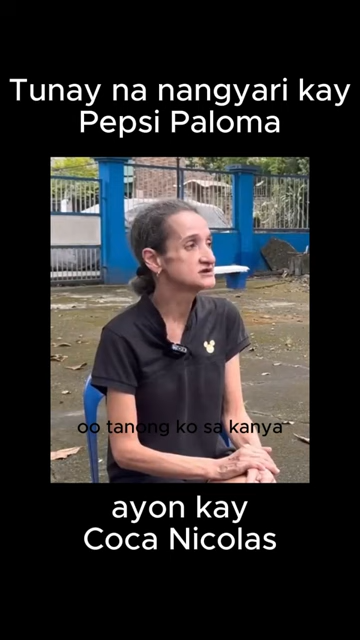 Tunay na nangyari kay
Pepsi Paloma
oo tanong ko sa kanya
ayon kay
Coca Nicolas